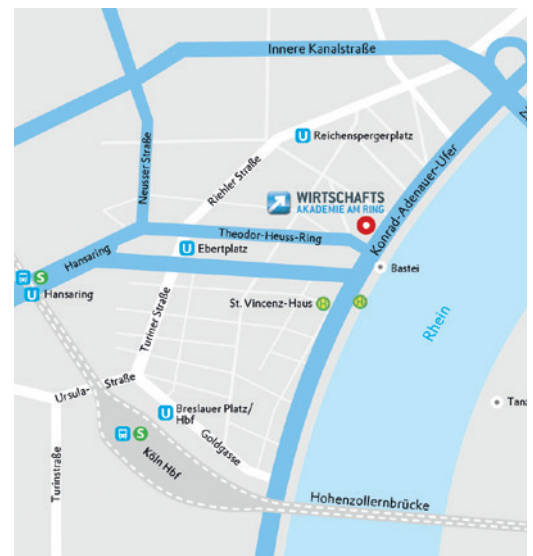 Innere Kanalstraße
U Reichenspergerplatz
Neusser Straße
Riehler Straße
Konrad-Adenauer-Ufer
WIRTSCHAFTS
AKADEMIE AM RING
Theodor-Heuss-Ring
Hansaring
U Ebertplatz
Bastei
S
U Hansaring
St. Vincenz-Haus H
H
Rhein
Turiner Straße
Ursula-Straße
U Breslauer Platz/
Hbf
S
Köln Hbf
Goldgasse
Turinstraße
Hohenzollernbrücke